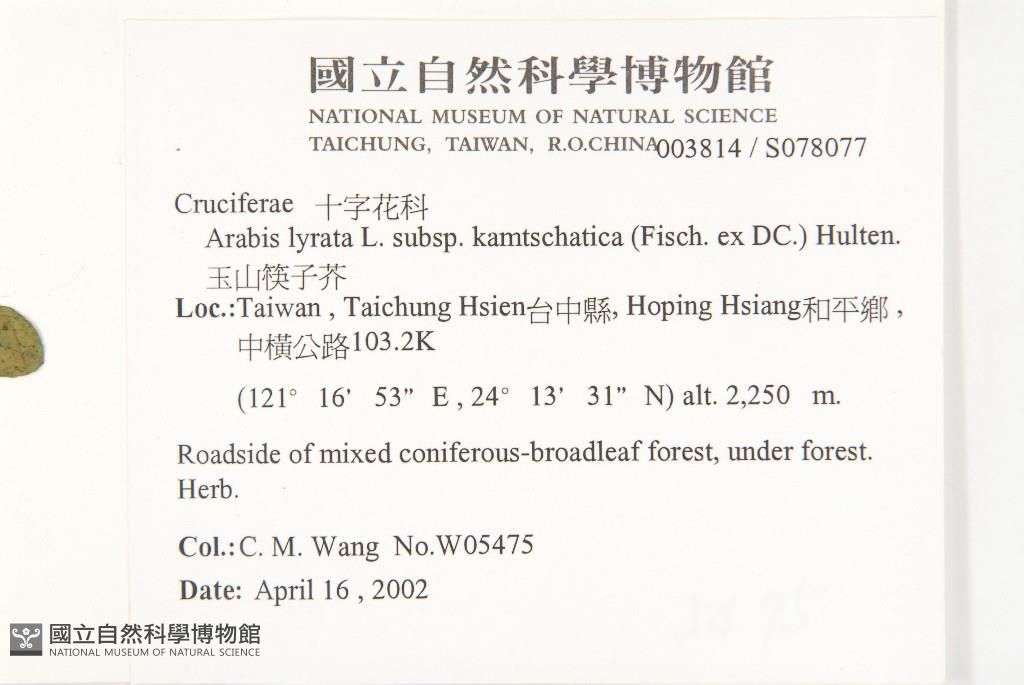 國立自然科學博物館
NATIONAL MUSEUM OF NATURAL SCIENCE
TAICHUNG, TAIWAN, R.O.CHINA 003814 / S078077
Cruciferae 十字花科
Arabis lyrata L. subsp. kamtschatica (Fisch. ex DC.) Hulten.
玉山筷子芥
Loc.:Taiwan , Taichung Hsien台中縣, Hoping Hsiang和平鄉 ,
中橫公路103.2K
(121° 16’ 53” E , 24° 13’ 31” N) alt. 2,250 m.
Roadside of mixed coniferous-broadleaf forest, under forest.
Herb.
Col.:C. M. Wang No.W05475
Date: April 16 , 2002
國立自然科學博物館
NATIONAL MUSEUM OF NATURAL SCIENCE